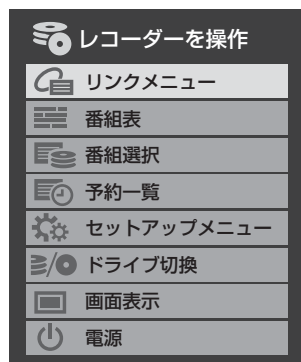 レコーダーを操作
リンクメニュー
番組表
番組選択
予約一覧
セットアップメニュー
ドライブ切換
画面表示
電源